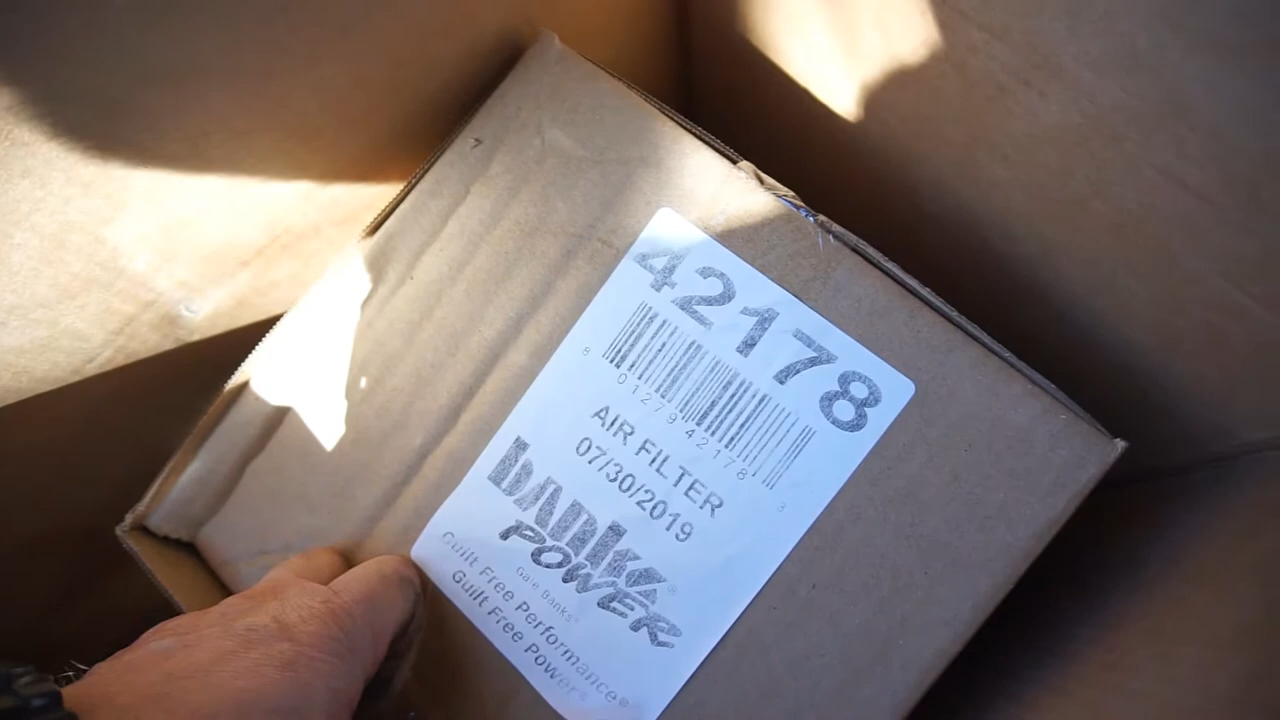 42178
8 01279 42178 3
AIR FILTER
07/30/2019
banks
POWER®
Gale Banks®
Guilt Free Performance®
Guilt Free Power®